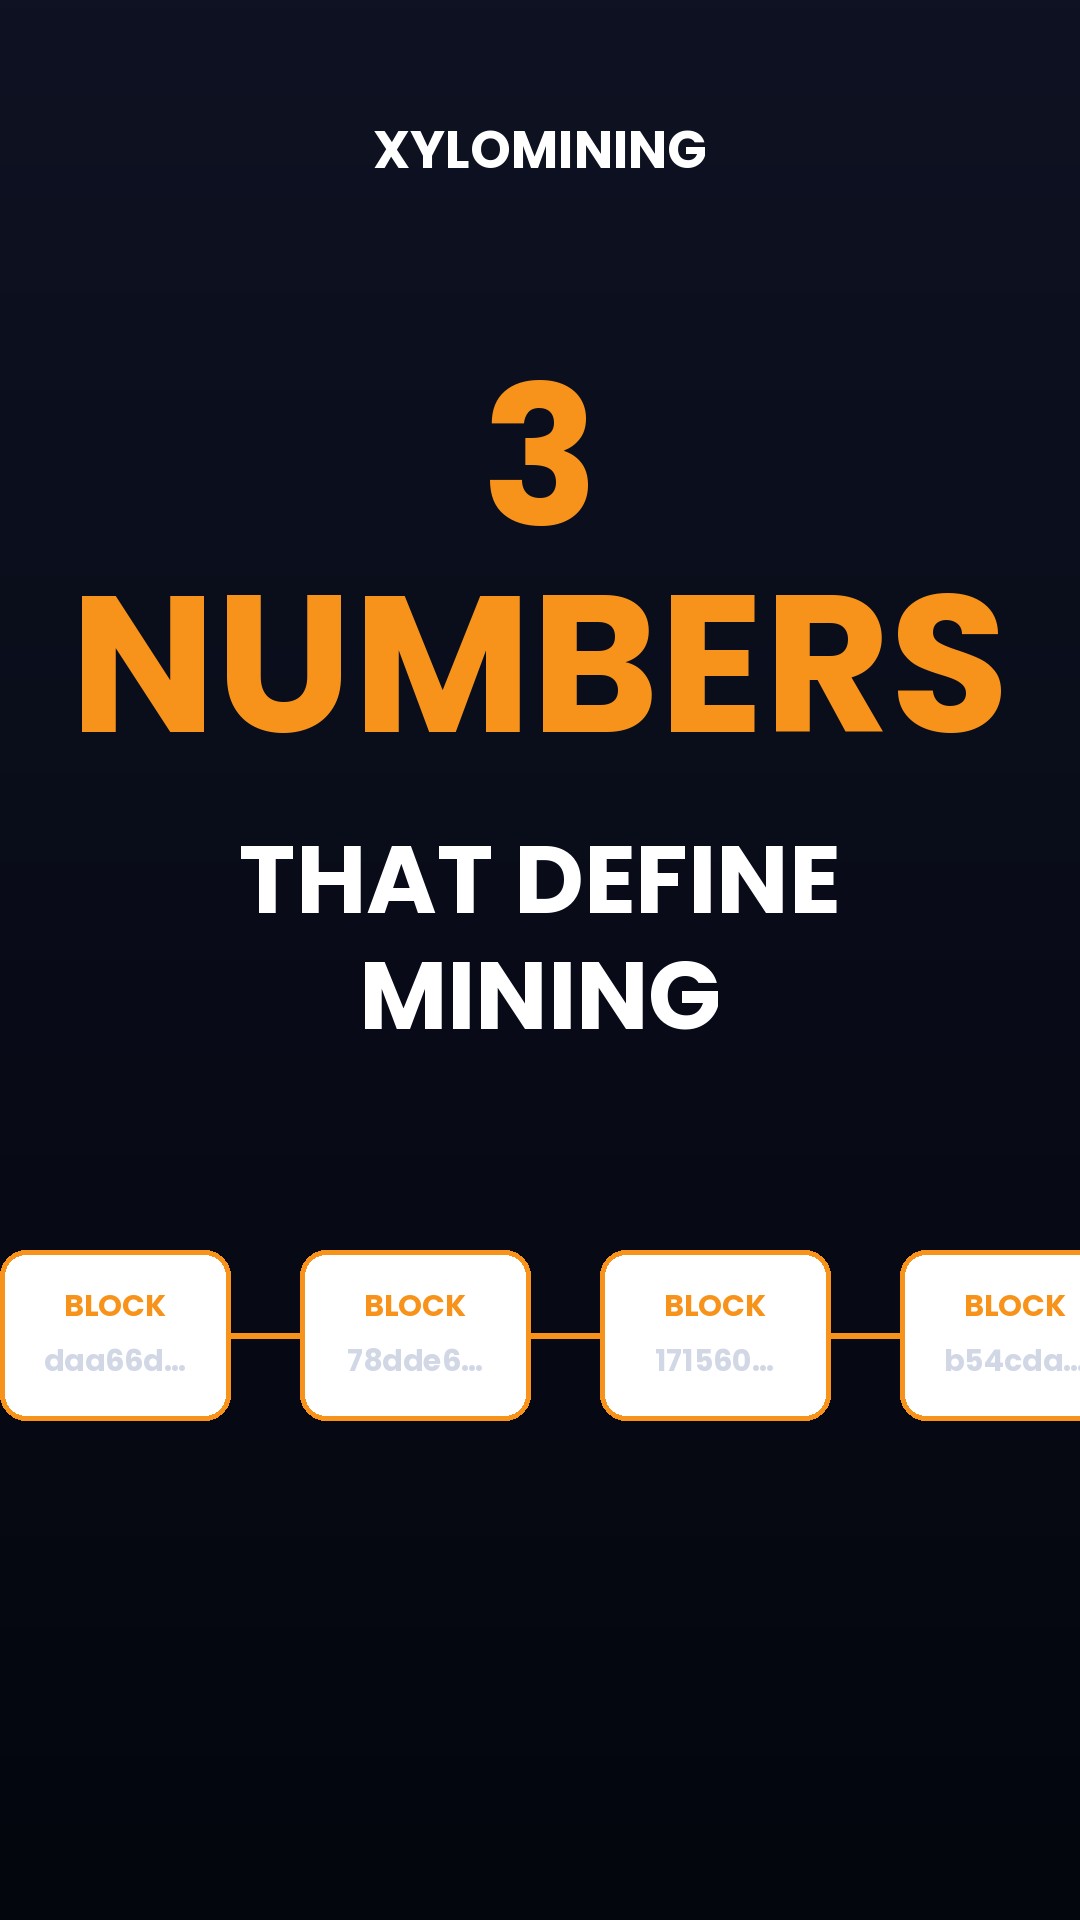 XYLOMINING
3
NUMBERS
THAT DEFINE
MINING
BLOCK BLOCK BLOCK BLOCK
daa66d... 78dde6... 171560... b54cda...